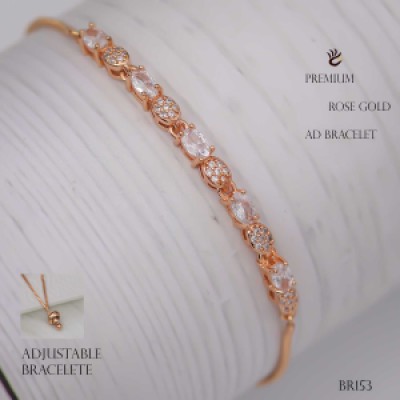 PREMIUM
ROSE GOLD
AD BRACELET
ADJUSTABLE
BRACELETE
BR153